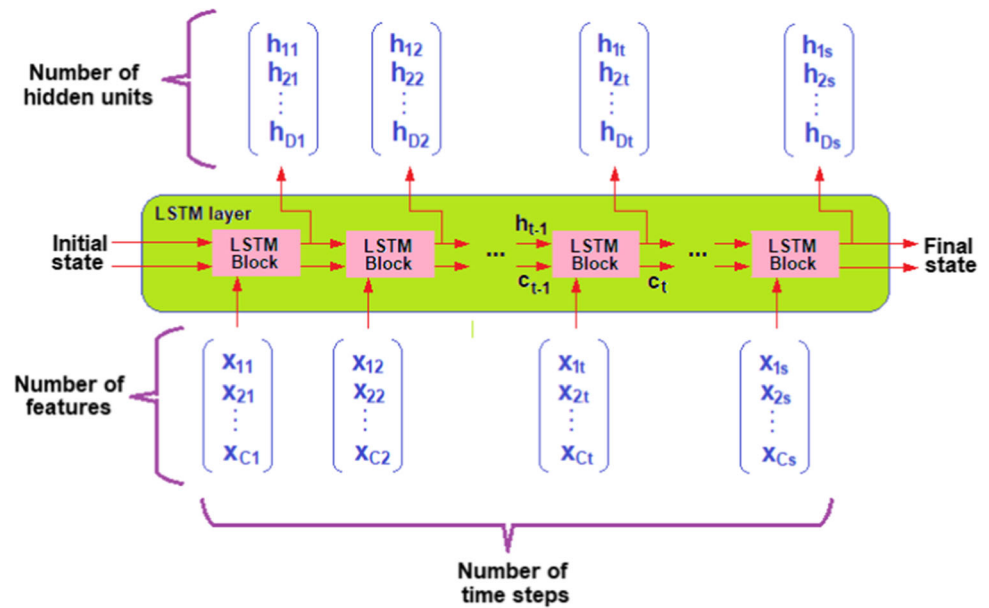 Number of
hidden units
h11 h12 h1t h1s
h21 h22 h2t h2s
⋮ ⋮ ⋮ ⋮
hD1 hD2 hDt hDs
LSTM layer
Initial
state
LSTM
Block
LSTM
Block
...
ht-1
ct-1
LSTM
Block
ct
...
LSTM
Block
Final
state
Number of
features
x11 x12 x1t x1s
x21 x22 x2t x2s
⋮ ⋮ ⋮ ⋮
xC1 xC2 xCt xCs
Number of
time steps